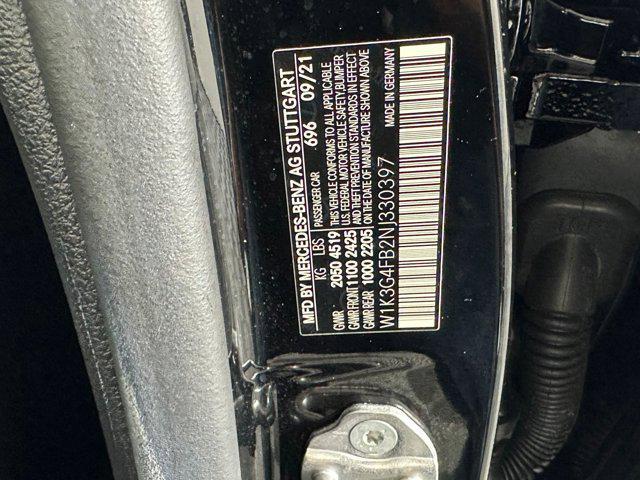 MFD BY MERCEDES-BENZ AG STUTTGART
KG LBS PASSENGER CAR 696 09/21
GVWR 2050 4519 THIS VEHICLE CONFORMS TO ALL APPLICABLE
U.S. FEDERAL MOTOR VEHICLE SAFETY, BUMPER
GAWR FRONT 1100 2425 AND THEFT PREVENTION STANDARDS IN EFFECT
GAWR REAR 1000 2205 ON THE DATE OF MANUFACTURE SHOWN ABOVE
W1K3G4FB2NJ330397 MADE IN GERMANY